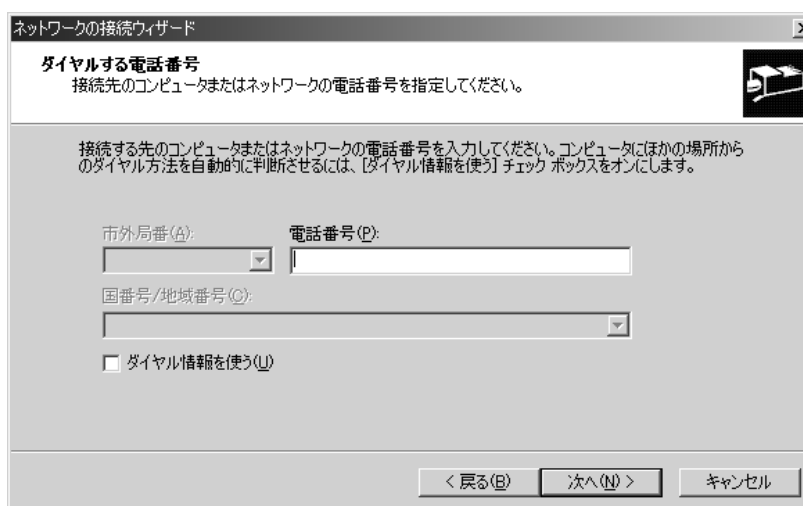 ネットワークの接続ウィザード
ダイヤルする電話番号
接続先のコンピュータまたはネットワークの電話番号を指定してください。
接続する先のコンピュータまたはネットワークの電話番号を入力してください。コンピュータにほかの場所から
のダイヤル方法を自動的に判断させるには、[ダイヤル情報を使う] チェック ボックスをオンにします。
市外局番(A):
電話番号(P):
国番号/地域番号(C):
ダイヤル情報を使う(U)
< 戻る(B)
次へ(N) >
キャンセル